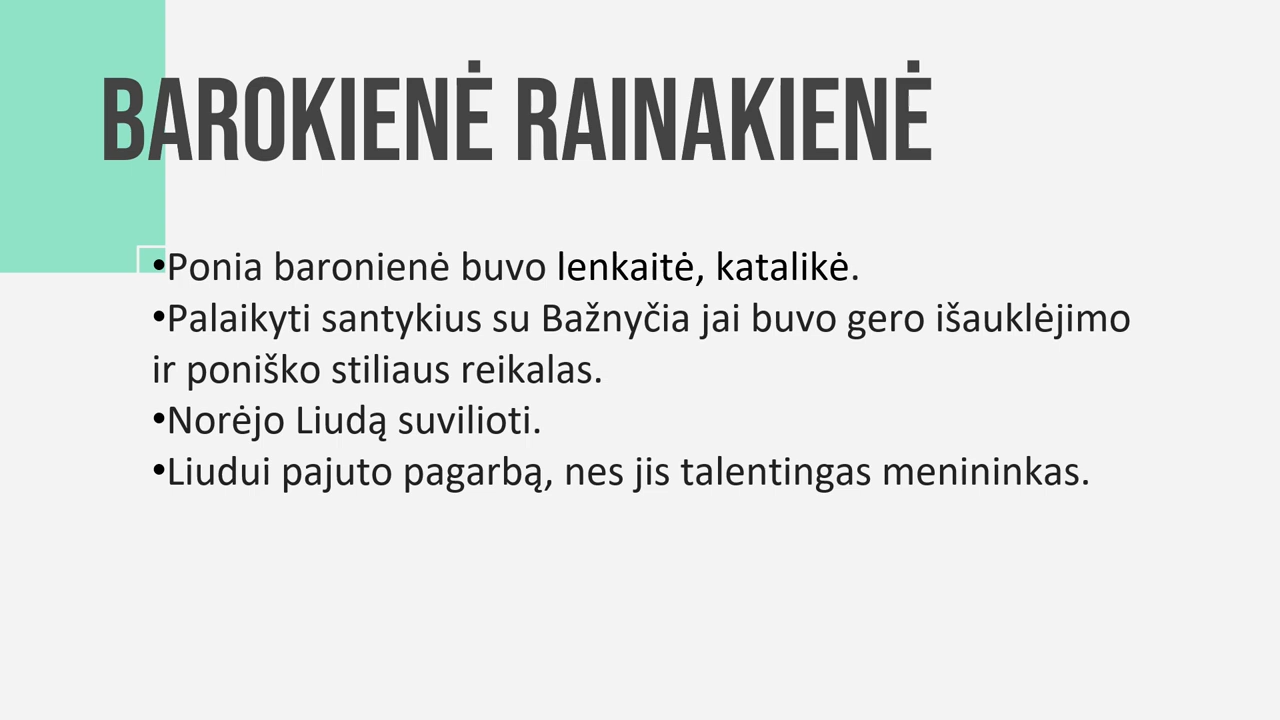 BAROKIENĖ RAINAKIENĖ
•Ponia baronienė buvo lenkaitė, katalikė.
•Palaikyti santykius su Bažnyčia jai buvo gero išauklėjimo
ir poniško stiliaus reikalas.
•Norėjo Liudą suvilioti.
•Liudui pajuto pagarbą, nes jis talentingas menininkas.